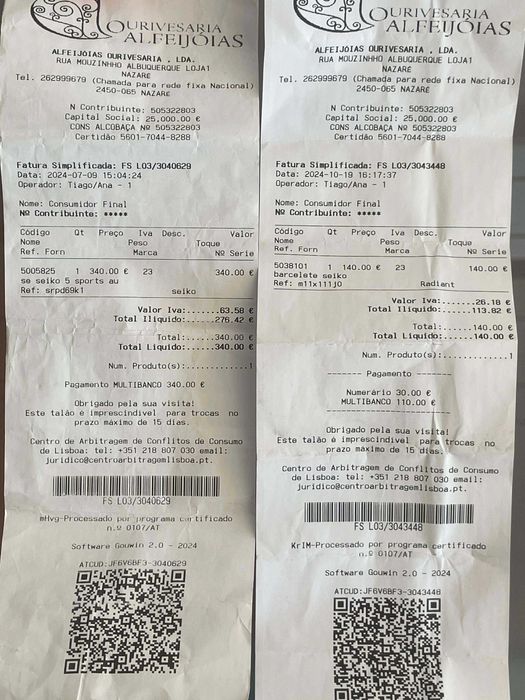 OURIVESARIA
ALFEIJÓIAS
ALFEIJOIAS OURIVESARIA , LDA.
RUA MOUZINHHO ALBUQUERQUE LOJA1
NAZARE
Tel. 262999679 (Chamada para rede fixa Nacional)
2450-065 NAZARE
N Contribuinte: 505322803
Capital Social: 25,000.00 €
CONS ALCOBAÇA Nº 505322803
Certidão 5601-7044-8288
Fatura Simplificada: FS L03/3040629
Data: 2024-07-09 15:04:24
Operador: Tiago/Ana - 1
Nome: Consumidor Final
Nº Contribuinte: *****
Código Qt Preço Iva Desc. Valor
Nome Peso Toque
Ref. Forn Marca Nº Serie
5005825 1 340.00 € 23 340.00 €
se seiko 5 sports au
Ref: srpd69k1 seiko
Valor Iva:......63.58 €
Total Ilíquido:.....276.42 €
Total:....340.00 €
Total Líquido:....340.00 €
Num. Produto(s):............1
Pagamento MULTIBANCO 340.00 €
Obrigado pela sua visita!
Este talão é imprescindivel para trocas no
prazo máximo de 15 dias.
Centro de Arbitragem de Conflitos de Consumo
de Lisboa: tel: +351 218 807 030 email:
juridico@centroarbitragemlisboa.pt.
FS L03/3040629
mHvg-Processado por programa certificado
n.º 0107/AT
Software Gouwin 2.0 - 2024
ATCUD:JF6V6BF3-3040629
OURIVESARIA
ALFEIJÓIAS
ALFEIJOIAS OURIVESARIA , LDA.
RUA MOUZINHHO ALBUQUERQUE LOJA1
NAZARE
Tel. 262999679 (Chamada para rede fixa Nacional)
2450-065 NAZARE
N Contribuinte: 505322803
Capital Social: 25,000.00 €
CONS ALCOBAÇA Nº 505322803
Certidão 5601-7044-8288
Fatura Simplificada: FS L03/3043448
Data: 2024-10-19 16:17:37
Operador: Tiago/Ana - 1
Nome: Consumidor Final
Nº Contribuinte: *****
Código Qt Preço Iva Desc. Valor
Nome Peso Toque
Ref. Forn Marca Nº Serie
5038101 1 140.00 € 23 140.00 €
barcelete seiko
Ref: m11x111j0 Radiant
Valor Iva:......26.18 €
Total Ilíquido:.....113.82 €
Total:....140.00 €
Total Líquido:....140.00 €
Num. Produto(s):............1
------- Pagamento -------
Numerário 30.00 €
MULTIBANCO 110.00 €
Obrigado pela sua visita!
Este talão é imprescindivel para trocas no
prazo máximo de 15 dias.
Centro de Arbitragem de Conflitos de Consumo
de Lisboa: tel: +351 218 807 030 email:
juridico@centroarbitragemlisboa.pt.
FS L03/3043448
KrIM-Processado por programa certificado
n.º 0107/AT
Software Gouwin 2.0 - 2024
ATCUD:JF6V6BF3-3043448